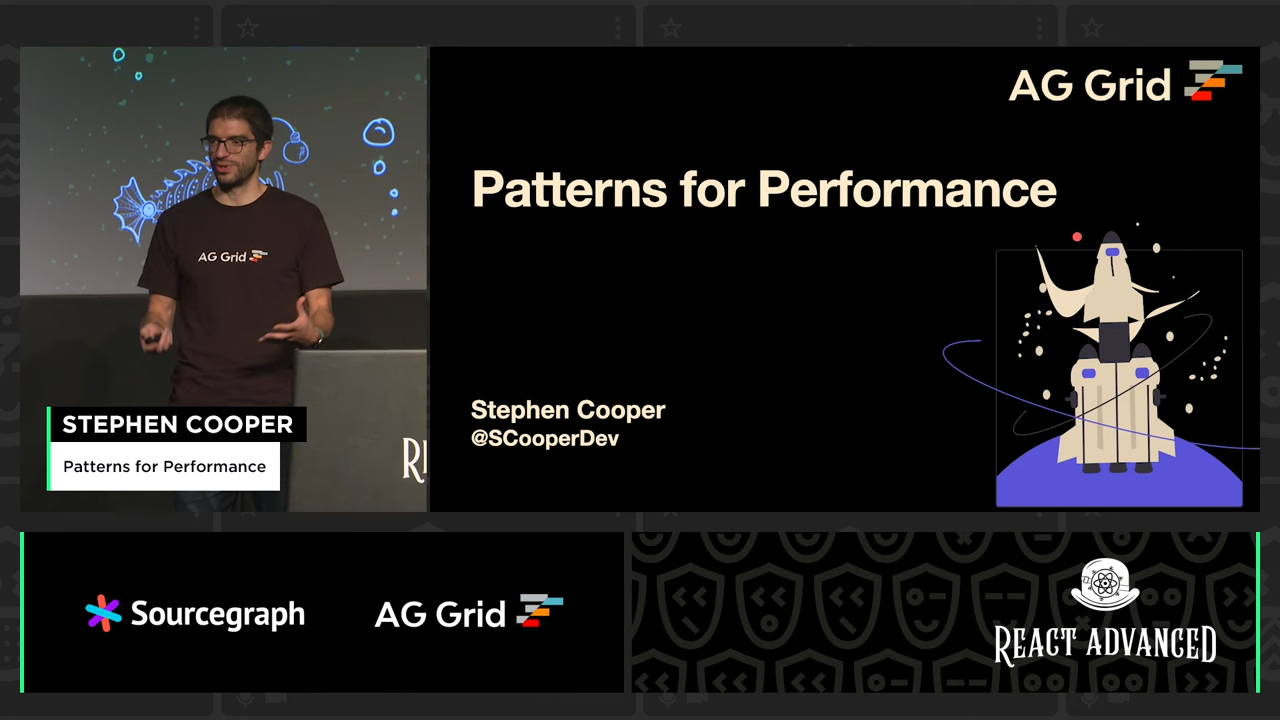 AG Grid
Patterns for Performance
AG Grid
Stephen Cooper
@SCooperDev
STEPHEN COOPER
Patterns for Performance
Sourcegraph
AG Grid
REACT ADVANCED